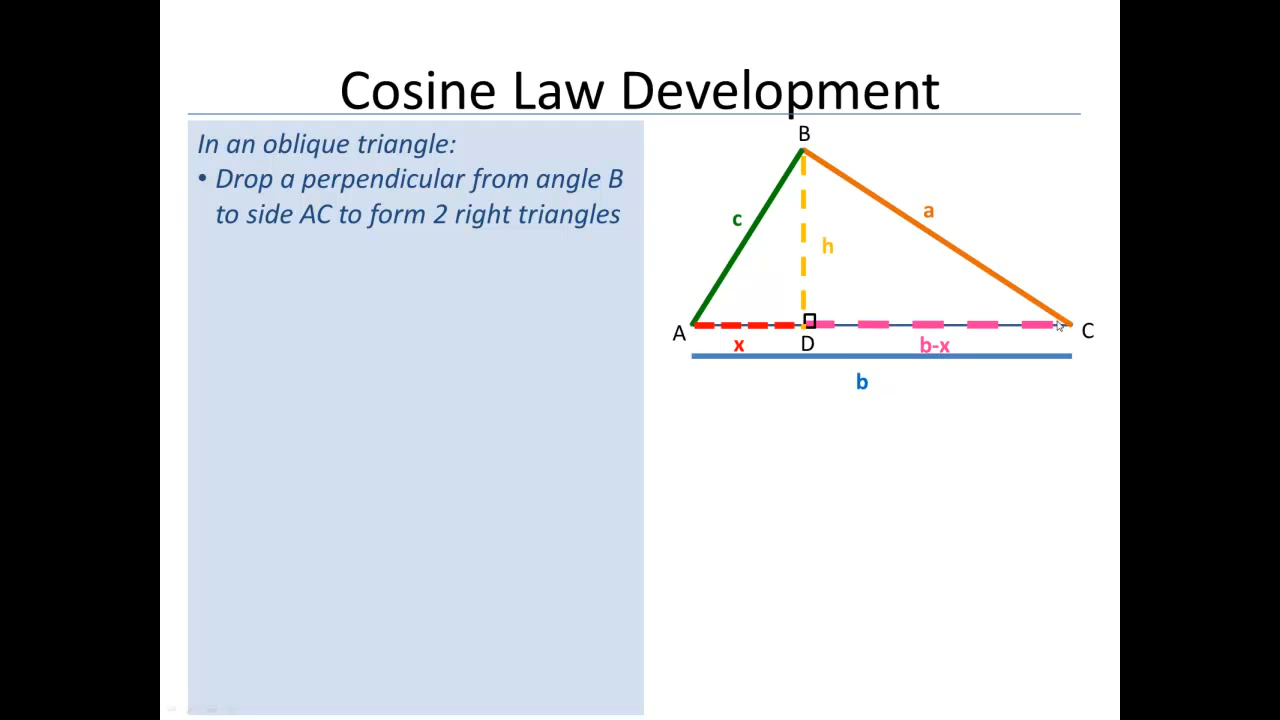 Cosine Law Development
In an oblique triangle:
• Drop a perpendicular from angle B
to side AC to form 2 right triangles
B
c
a
h
A
C
x
D
b-x
b